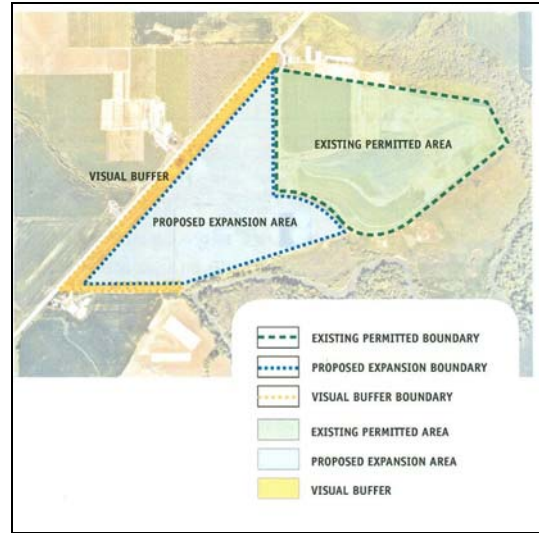 EXISTING PERMITTED AREA
VISUAL BUFFER
PROPOSED EXPANSION AREA
EXISTING PERMITTED BOUNDARY
PROPOSED EXPANSION BOUNDARY
VISUAL BUFFER BOUNDARY
EXISTING PERMITTED AREA
PROPOSED EXPANSION AREA
VISUAL BUFFER